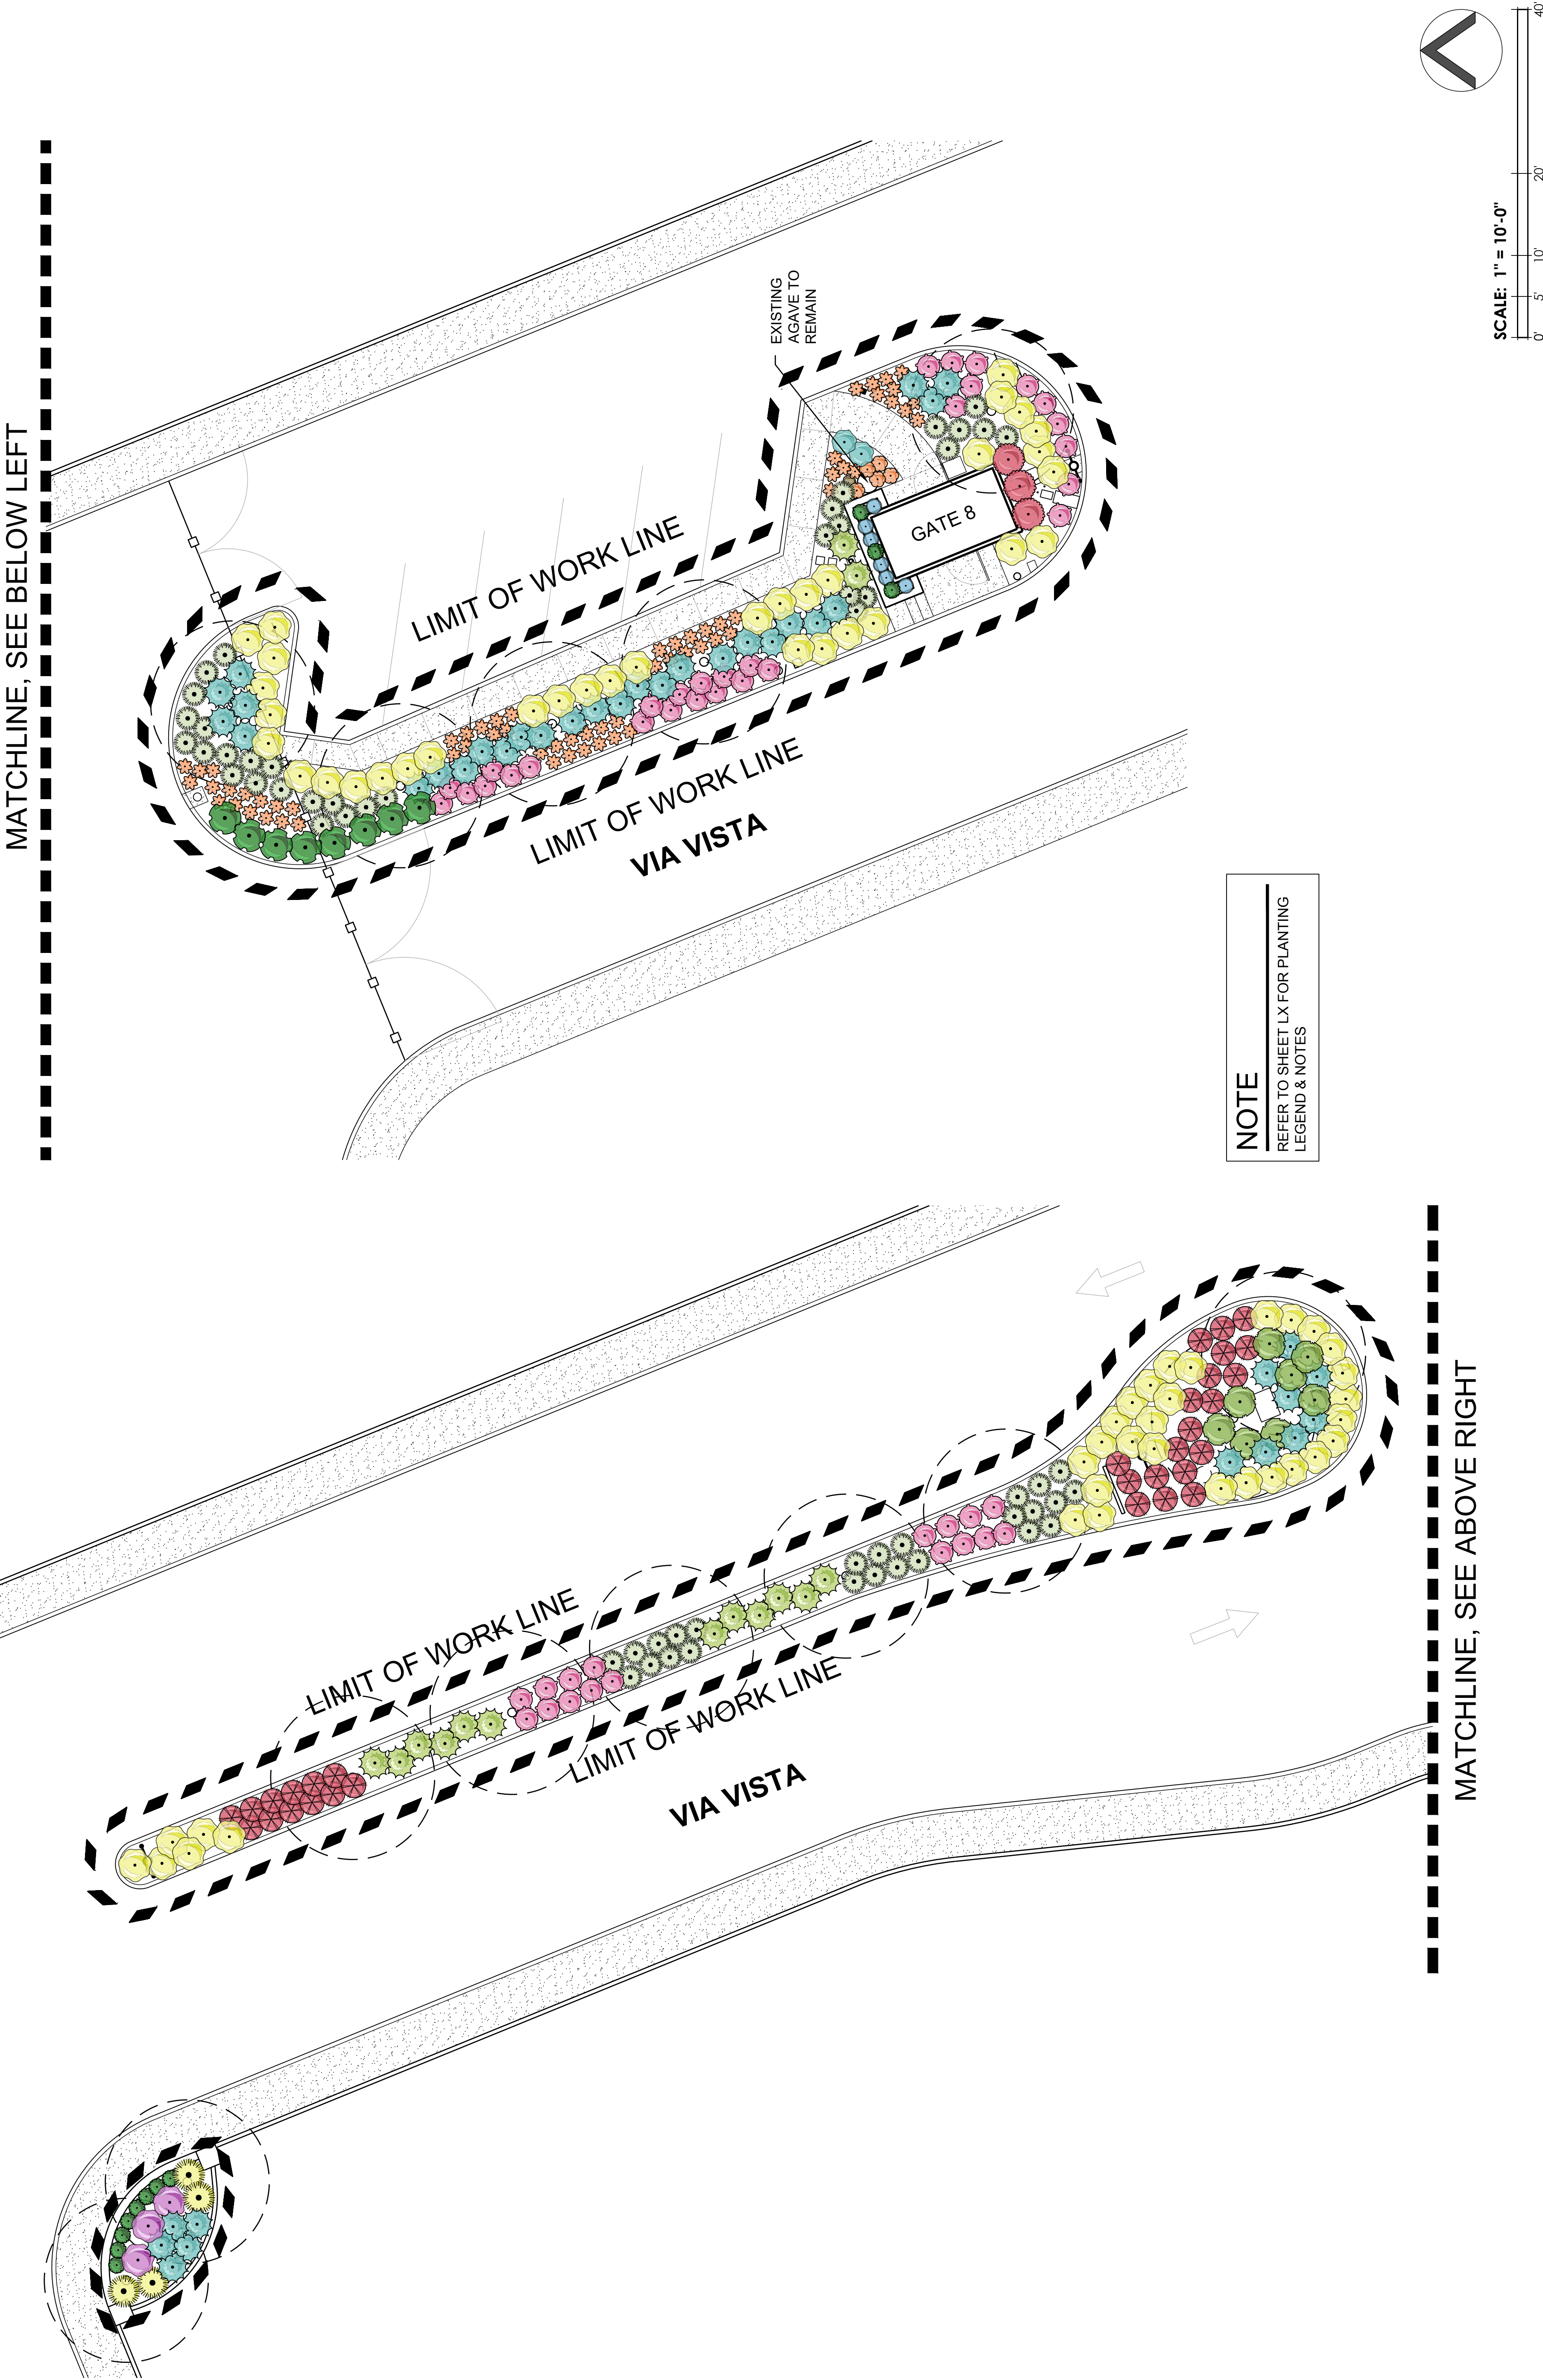 MATCHLINE, SEE BELOW LEFT
EXISTING
AGAVE TO
REMAIN
GATE 8
LIMIT OF WORK LINE
LIMIT OF WORK LINE
VIA VISTA
SCALE: 1" = 10'-0"
0' 5' 10' 20' 40'
NOTE
REFER TO SHEET LX FOR PLANTING
LEGEND & NOTES
LIMIT OF WORK LINE
LIMIT OF WORK LINE
VIA VISTA
MATCHLINE, SEE ABOVE RIGHT